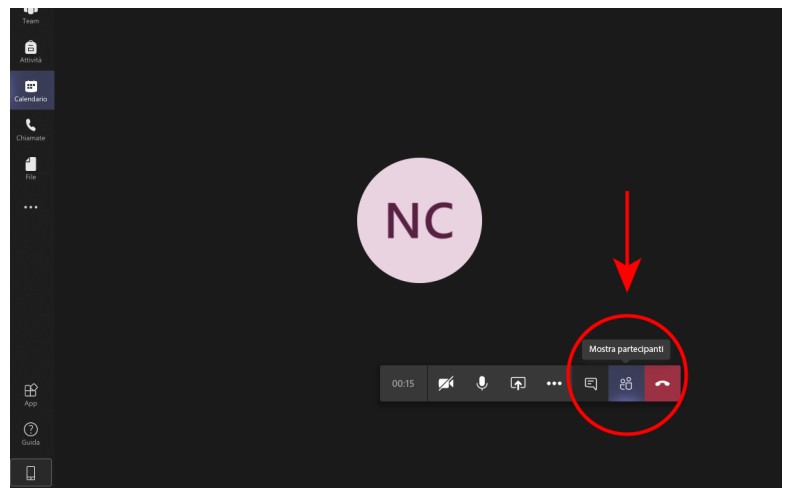 Team
Attività
Calendario
Chiamate
File
NC
Mostra partecipanti
00:15
App
Guida